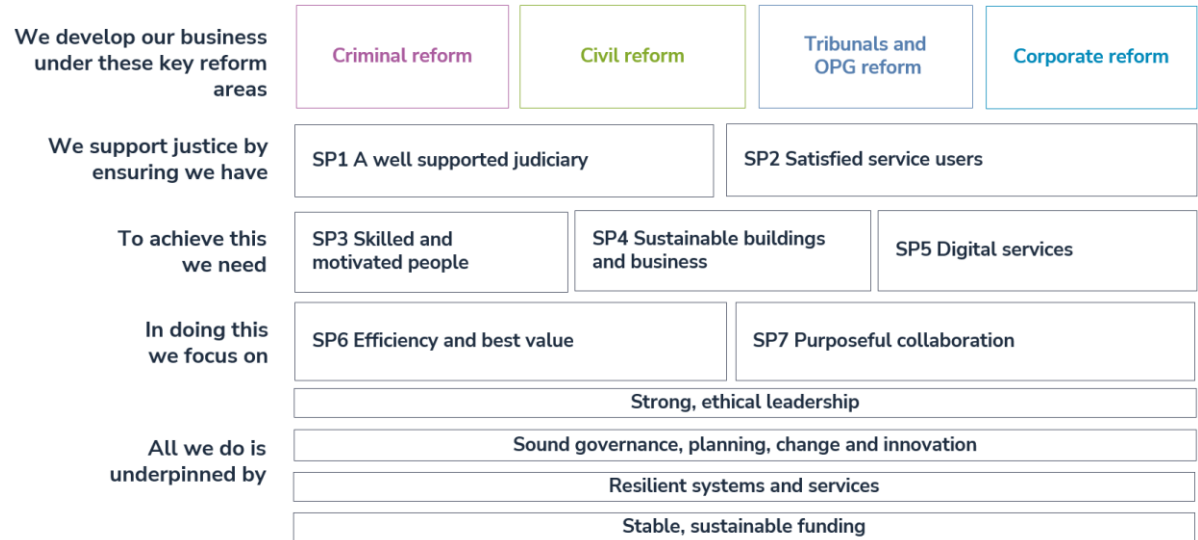 We develop our business
under these key reform
areas
Criminal reform
Civil reform
Tribunals and
OPG reform
Corporate reform
We support justice by
ensuring we have
SP1 A well supported judiciary
SP2 Satisfied service users
To achieve this
we need
SP3 Skilled and
motivated people
SP4 Sustainable buildings
and business
SP5 Digital services
In doing this
we focus on
SP6 Efficiency and best value
SP7 Purposeful collaboration
All we do is
underpinned by
Strong, ethical leadership
Sound governance, planning, change and innovation
Resilient systems and services
Stable, sustainable funding